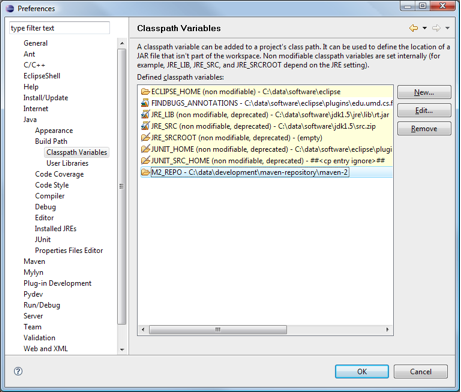 Preferences
type filter text
General
Ant
C/C++
EclipseShell
Help
Install/Update
Internet
Java
Appearance
Build Path
Classpath Variables
User Libraries
Code Coverage
Code Style
Compiler
Debug
Editor
Installed JREs
JUnit
Properties Files Editor
Maven
Mylyn
Plug-in Development
Pydev
Run/Debug
Server
Team
Validation
Web and XML
Classpath Variables
A classpath variable can be added to a project's class path. It can be used to define the location of a
JAR file that isn't part of the workspace. Non modifiable classpath variables are set internally (for
example, JRE_LIB, JRE_SRC, and JRE_SRCROOT depend on the JRE setting).
Defined classpath variables:
ECLIPSE_HOME (non modifiable) - C:\data\software\eclipse
FINDBUGS_ANNOTATIONS - C:\data\software\eclipse\plugins\edu.umd.cs.f
JRE_LIB (non modifiable, deprecated) - C:\data\software\jdk1.5\jre\lib\rt.jar
JRE_SRC (non modifiable, deprecated) - C:\data\software\jdk1.5\src.zip
JRE_SRCROOT (non modifiable, deprecated) - (empty)
JUNIT_HOME (non modifiable, deprecated) - C:\data\software\eclipse\plugi
JUNIT_SRC_HOME (non modifiable, deprecated) - ##<cp entry ignore>##
M2_REPO - C:\data\development\maven-repository\maven-2
New...
Edit...
Remove
OK
Cancel